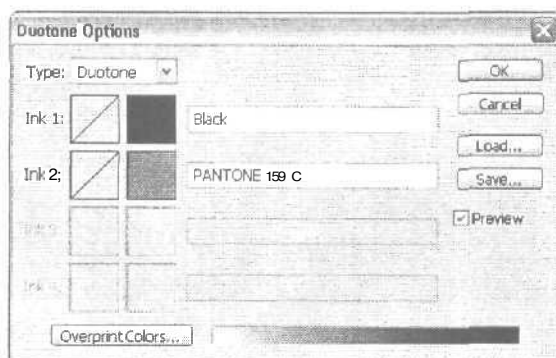 Duotone Options
Type: Duotone
OK
Cancel
Ink 1:
Black
Load...
Ink 2;
PANTONE 159 C
Save...
Preview
Overprint Colors...